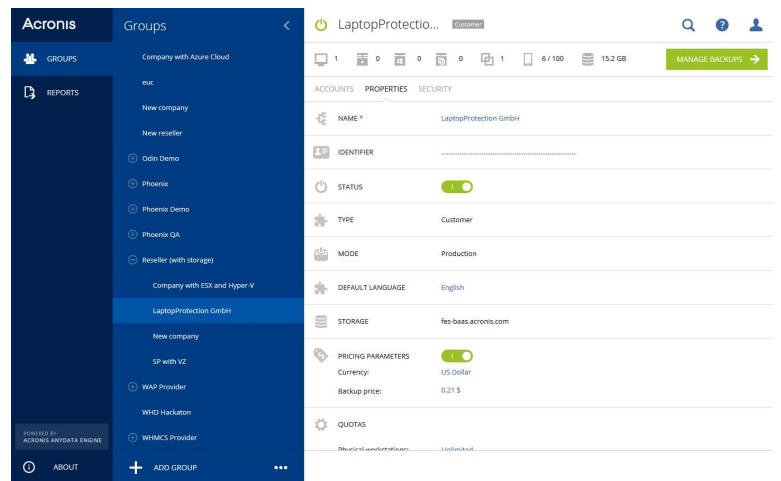 Acronis
GROUPS
REPORTS
POWERED BY
ACRONIS ANYDATA ENGINE
ABOUT
Groups
Company with Azure Cloud
euc
New company
New reseller
Odin Demo
Phoenix
Phoenix Demo
Phoenix QA
Reseller (with storage)
Company with ESX and Hyper-V
LaptopProtection GmbH
New company
SP with VZ
WAP Provider
WHD Hackaton
WHMCS Provider
ADD GROUP
LaptopProtectio... Customer
1 0 0 0 1 6 / 100 15.2 GB MANAGE BACKUPS
ACCOUNTS PROPERTIES SECURITY
NAME * LaptopProtection GmbH
IDENTIFIER
STATUS
TYPE Customer
MODE Production
DEFAULT LANGUAGE English
STORAGE fes-baas.acronis.com
PRICING PARAMETERS
Currency: US Dollar
Backup price: 0.21 $
QUOTAS
Physical workstations: Unlimited